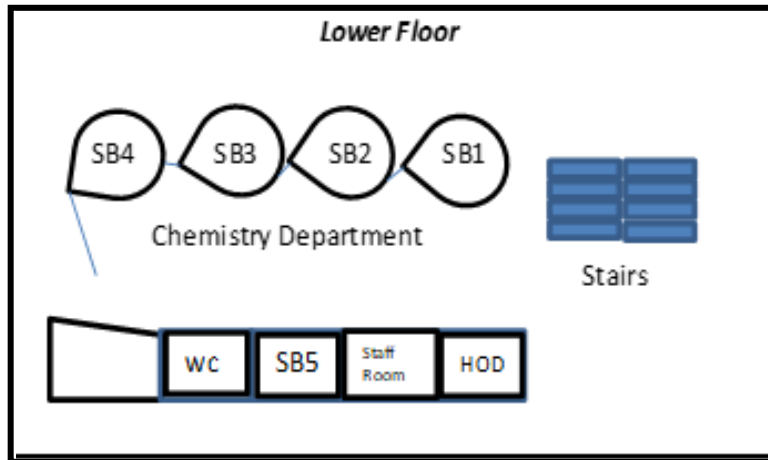 Lower Floor
SB4
SB3
SB2
SB1
Chemistry Department
Stairs
WC
SB5
Staff
Room
HOD